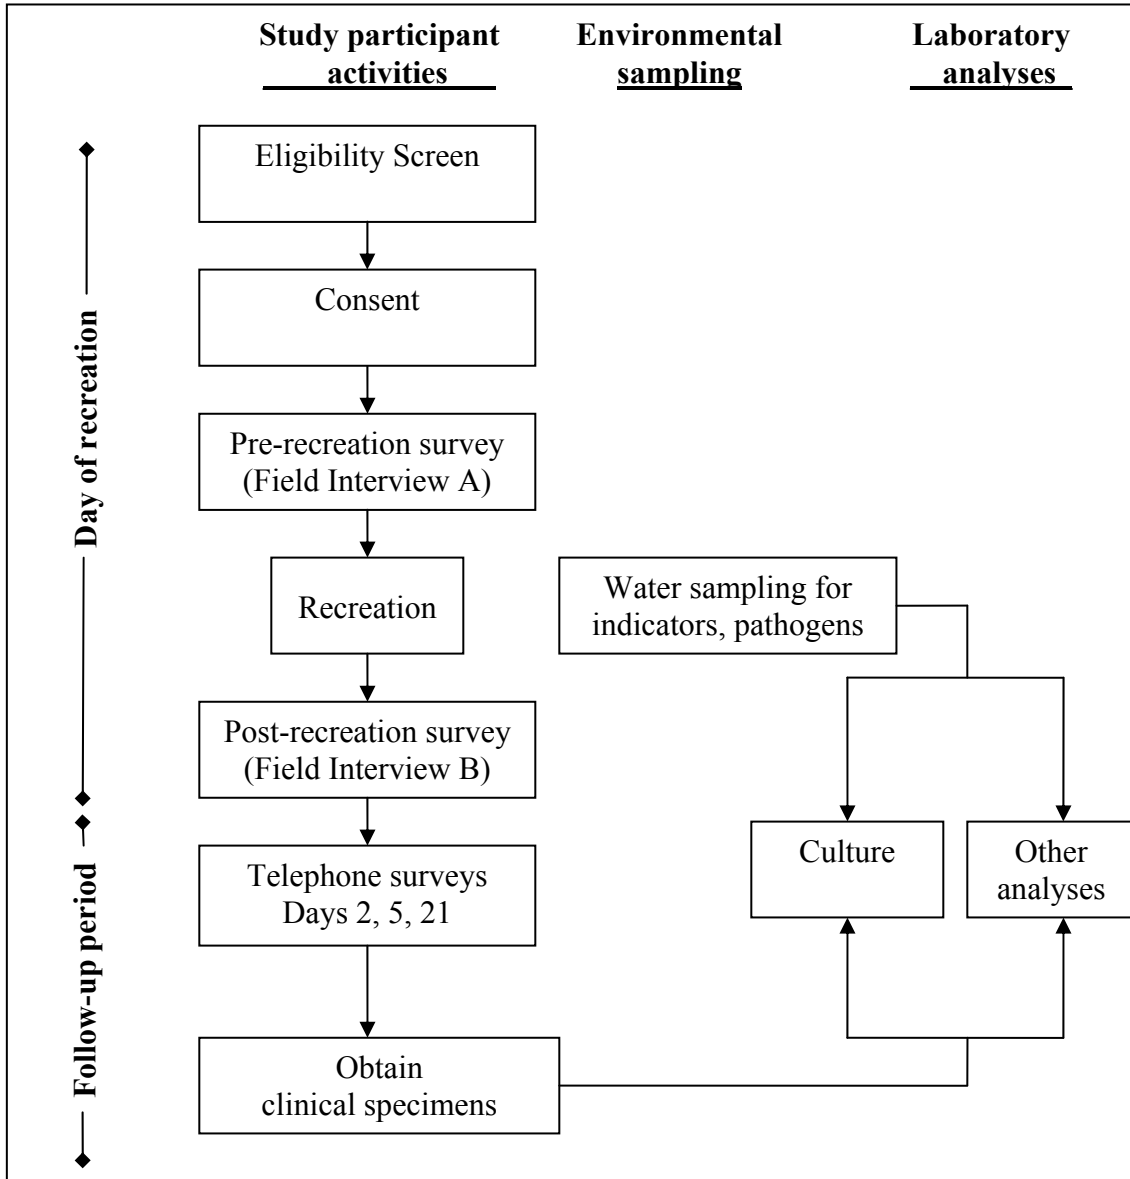 Study participant
activities
Environmental
sampling
Laboratory
analyses
Day of recreation
Eligibility Screen
Consent
Pre-recreation survey
(Field Interview A)
Recreation
Water sampling for
indicators, pathogens
Post-recreation survey
(Field Interview B)
Follow-up period
Telephone surveys
Days 2, 5, 21
Culture
Other
analyses
Obtain
clinical specimens